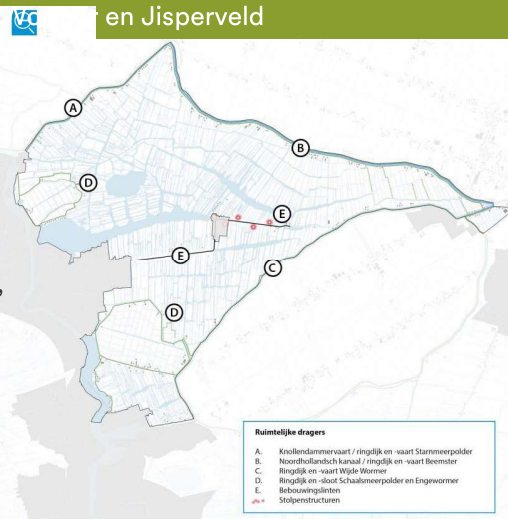 en Jisperveld
A
B
D
E
E
C
D
Ruimtelijke dragers
A. Knollendammervaart / ringdijk en -vaart Starnmeerpolder
B. Noordhollandsch kanaal / ringdijk en -vaart Beemster
C. Ringdijk en -vaart Wijde Wormer
D. Ringdijk en -sloot Schaalsmeerpolder en Engewormer
E. Bebouwingslinten
Stolpenstructuren